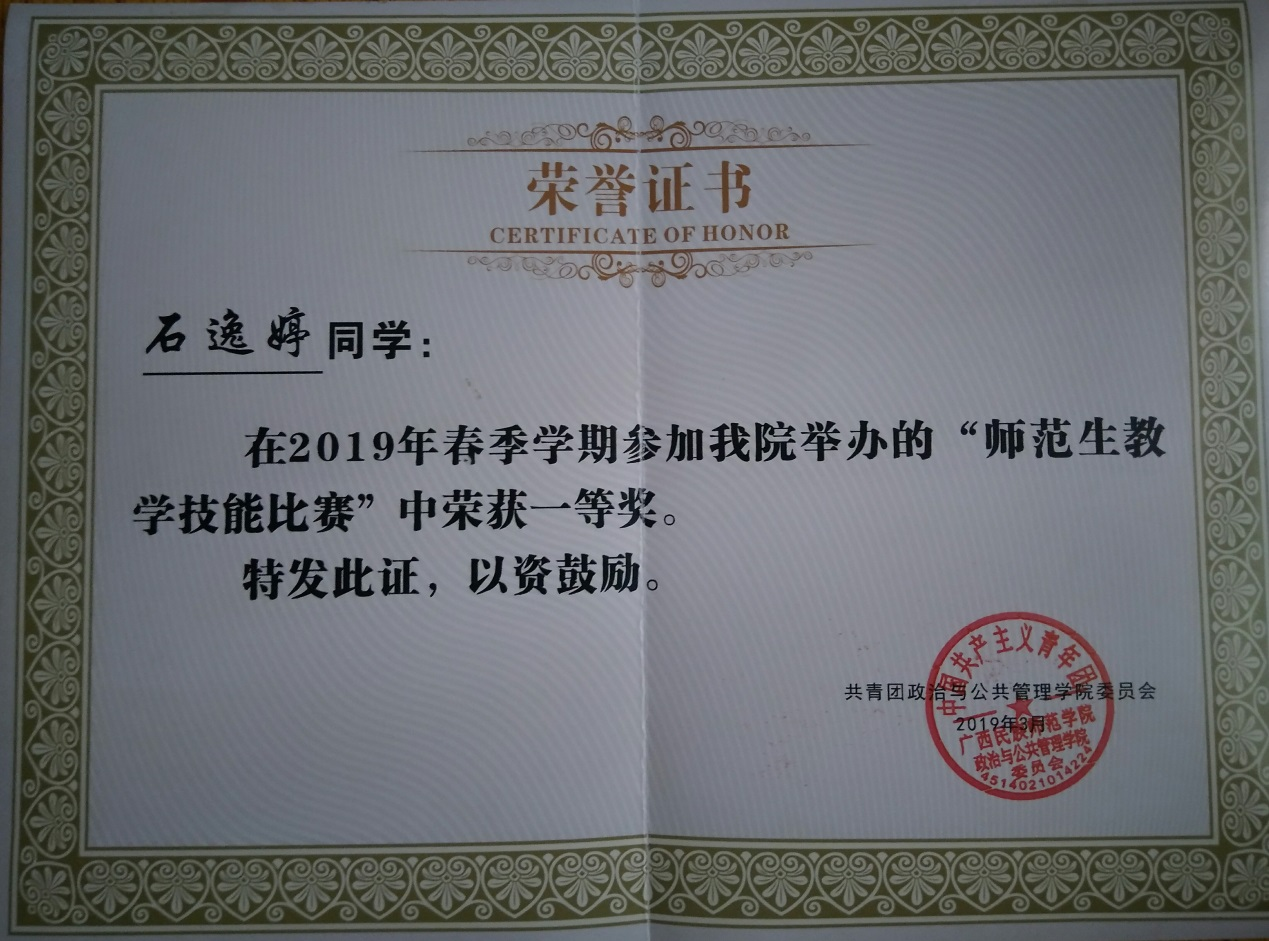 荣誉证书
CERTIFICATE OF HONOR
石逸婷同学：
在2019年春季学期参加我院举办的“师范生教
学技能比赛”中荣获一等奖。
特发此证，以资鼓励。
共青团政治与公共管理学院委员会
2019年3月
中国共产主义青年团
广西民族师范学院
政治与公共管理学院
委员会
4514021014224